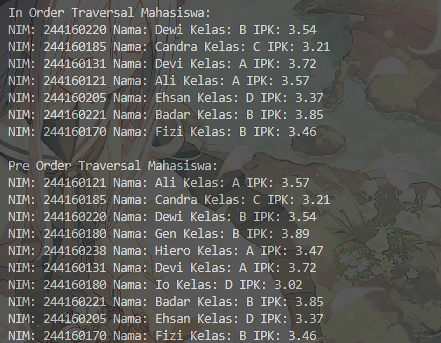 In Order Traversal Mahasiswa:
NIM: 244160220 Nama: Dewi Kelas: B IPK: 3.54
NIM: 244160185 Nama: Candra Kelas: C IPK: 3.21
NIM: 244160131 Nama: Devi Kelas: A IPK: 3.72
NIM: 244160121 Nama: Ali Kelas: A IPK: 3.57
NIM: 244160205 Nama: Ehsan Kelas: D IPK: 3.37
NIM: 244160221 Nama: Badar Kelas: B IPK: 3.85
NIM: 244160170 Nama: Fizi Kelas: B IPK: 3.46
Pre Order Traversal Mahasiswa:
NIM: 244160121 Nama: Ali Kelas: A IPK: 3.57
NIM: 244160185 Nama: Candra Kelas: C IPK: 3.21
NIM: 244160220 Nama: Dewi Kelas: B IPK: 3.54
NIM: 244160180 Nama: Gen Kelas: B IPK: 3.89
NIM: 244160238 Nama: Hiero Kelas: A IPK: 3.47
NIM: 244160131 Nama: Devi Kelas: A IPK: 3.72
NIM: 244160180 Nama: Io Kelas: D IPK: 3.02
NIM: 244160221 Nama: Badar Kelas: B IPK: 3.85
NIM: 244160205 Nama: Ehsan Kelas: D IPK: 3.37
NIM: 244160170 Nama: Fizi Kelas: B IPK: 3.46